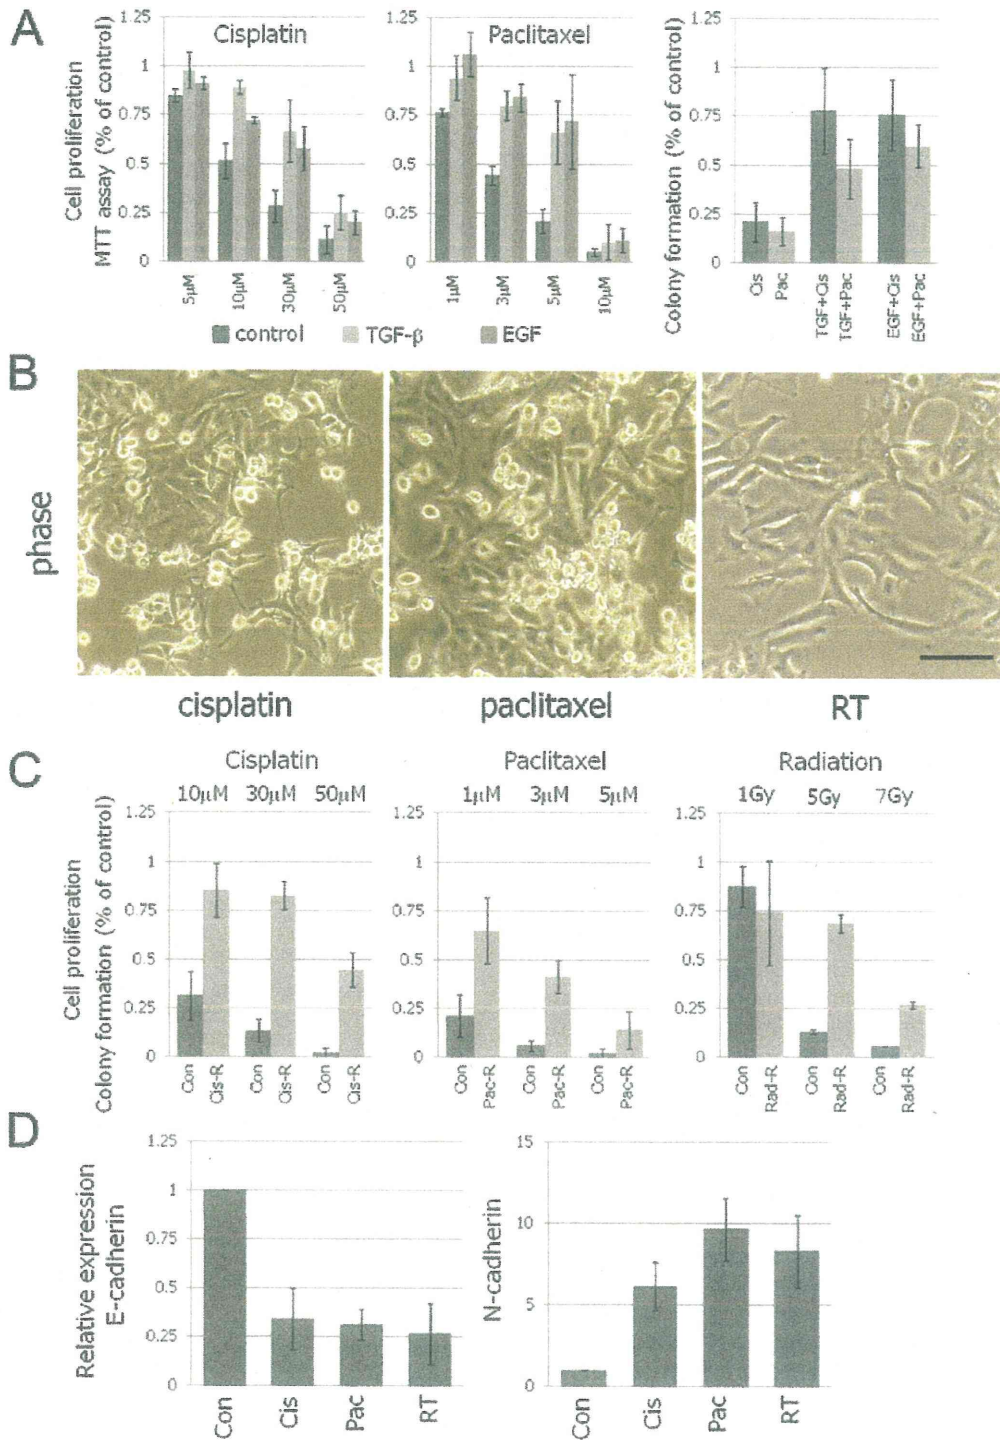 A
Cisplatin
Paclitaxel
Cell proliferation
MTT assay (% of control)
1.25
1
0.75
0.5
0.25
0
5μM
10μM
30μM
50μM
1.25
1
0.75
0.5
0.25
0
1μM
3μM
5μM
10μM
Colony formation (% of control)
1.25
1
0.75
0.5
0.25
0
Cis
Pac
TGF+Cis
TGF+Pac
EGF+Cis
EGF+Pac
control
TGF-β
EGF
B
phase
cisplatin
paclitaxel
RT
C
Cisplatin
Paclitaxel
Radiation
10μM 30μM 50μM
1μM 3μM 5μM
1Gy 5Gy 7Gy
Cell proliferation
Colony formation (% of control)
1.25
1
0.75
0.5
0.25
0
Con
Cis-R
Con
Cis-R
Con
Cis-R
1.25
1
0.75
0.5
0.25
0
Con
Pac-R
Con
Pac-R
Con
Pac-R
1.25
1
0.75
0.5
0.25
0
Con
Rad-R
Con
Rad-R
Con
Rad-R
D
Relative expression
E-cadherin
1.25
1
0.75
0.5
0.25
0
Con
Cis
Pac
RT
N-cadherin
15
10
5
0
Con
Cis
Pac
RT